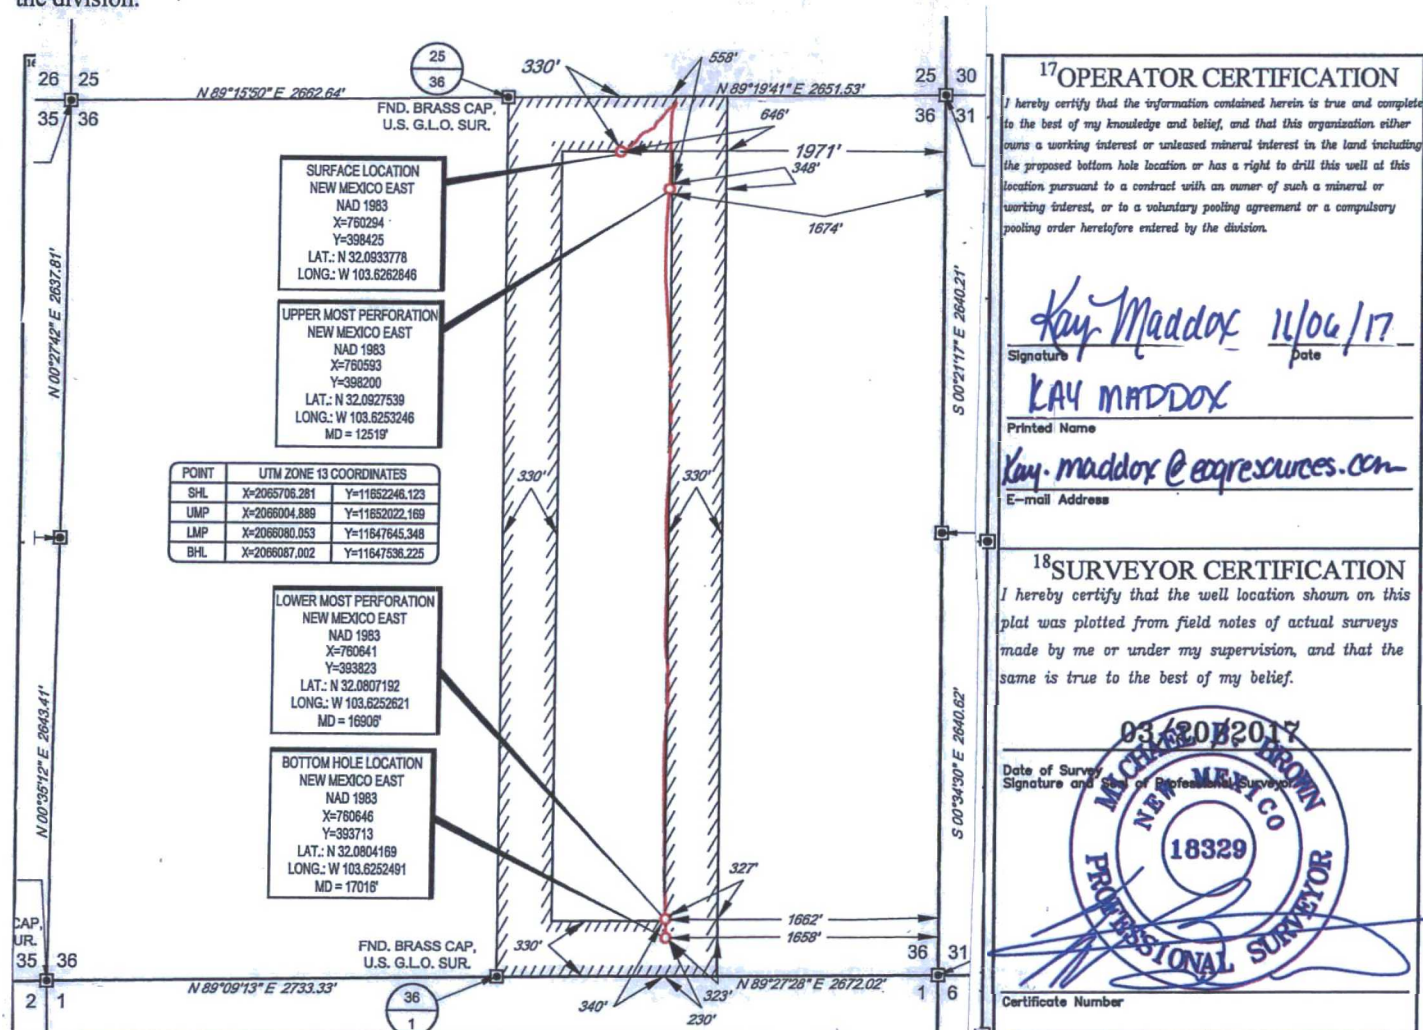 the division.
16
26 25
35 36
25
36
N 89°15'50" E 2662.64'
FND. BRASS CAP,
U.S. G.L.O. SUR.
330'
558'
N 89°19'41" E 2651.53'
25 30
36 31
646'
1971'
348'
1674'
SURFACE LOCATION
NEW MEXICO EAST
NAD 1983
X=760294
Y=398425
LAT.: N 32.0933778
LONG.: W 103.6262846
UPPER MOST PERFORATION
NEW MEXICO EAST
NAD 1983
X=760593
Y=398200
LAT.: N 32.0927539
LONG.: W 103.6253246
MD = 12519'
N 00°27'42" E 2637.81'
S 00°21'17" E 2640.21'
POINT UTM ZONE 13 COORDINATES
SHL X=2065706.281 Y=11652246.123
UMP X=2066004.889 Y=11652022.169
LMP X=2066080.053 Y=11647645.348
BHL X=2066087.002 Y=11647536.225
330'
330'
LOWER MOST PERFORATION
NEW MEXICO EAST
NAD 1983
X=760641
Y=393823
LAT.: N 32.0807192
LONG.: W 103.6252621
MD = 16906'
BOTTOM HOLE LOCATION
NEW MEXICO EAST
NAD 1983
X=760646
Y=393713
LAT.: N 32.0804169
LONG.: W 103.6252491
MD = 17016'
N 00°35'12" E 2643.41'
S 00°34'30" E 2640.62'
327'
1662'
1658'
CAP,
UR.
35 36
2 1
FND. BRASS CAP,
U.S. G.L.O. SUR.
330'
N 89°09'13" E 2733.33'
36
1
340'
323'
230'
N 89°27'28" E 2672.02'
36 31
1 6
17OPERATOR CERTIFICATION
I hereby certify that the information contained herein is true and complete
to the best of my knowledge and belief, and that this organization either
owns a working interest or unleased mineral interest in the land including
the proposed bottom hole location or has a right to drill this well at this
location pursuant to a contract with an owner of such a mineral or
working interest, or to a voluntary pooling agreement or a compulsory
pooling order heretofore entered by the division.
Kay Maddox 11/06/17
Signature Date
KAY MADDOX
Printed Name
Kay.maddox@eogresources.com
E-mail Address
18SURVEYOR CERTIFICATION
I hereby certify that the well location shown on this
plat was plotted from field notes of actual surveys
made by me or under my supervision, and that the
same is true to the best of my belief.
03/20/2017
Date of Survey
Signature and Seal of Professional Surveyor
MICHAEL B. BROWN
NEW MEXICO
18329
PROFESSIONAL SURVEYOR
Certificate Number